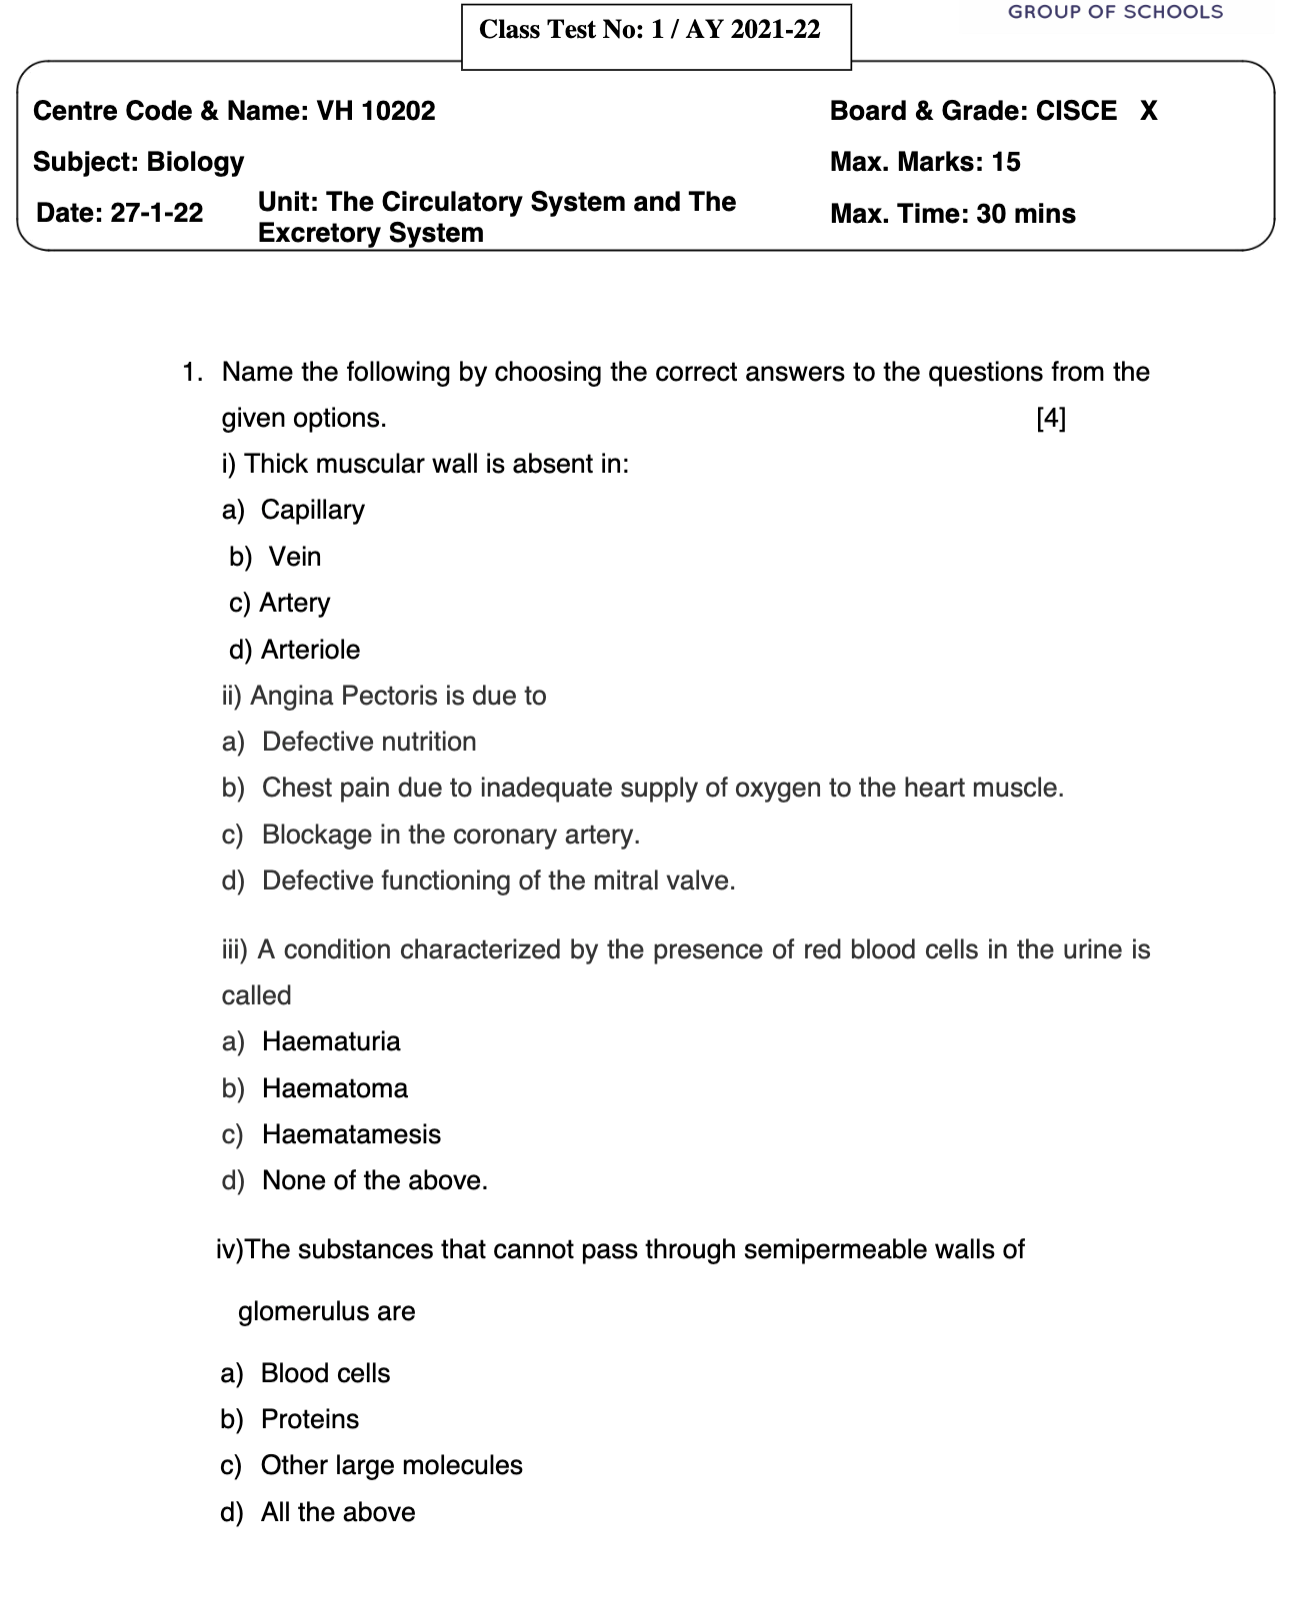 GROUP OF SCHOOLS
Class Test No: 1 / AY 2021-22
Centre Code & Name: VH 10202
Board & Grade: CISCE X
Subject: Biology
Max. Marks: 15
Date: 27-1-22
Unit: The Circulatory System and The
Excretory System
Max. Time: 30 mins
1. Name the following by choosing the correct answers to the questions from the
given options. [4]
i) Thick muscular wall is absent in:
a) Capillary
b) Vein
c) Artery
d) Arteriole
ii) Angina Pectoris is due to
a) Defective nutrition
b) Chest pain due to inadequate supply of oxygen to the heart muscle.
c) Blockage in the coronary artery.
d) Defective functioning of the mitral valve.
iii) A condition characterized by the presence of red blood cells in the urine is
called
a) Haematuria
b) Haematoma
c) Haematamesis
d) None of the above.
iv)The substances that cannot pass through semipermeable walls of
glomerulus are
a) Blood cells
b) Proteins
c) Other large molecules
d) All the above